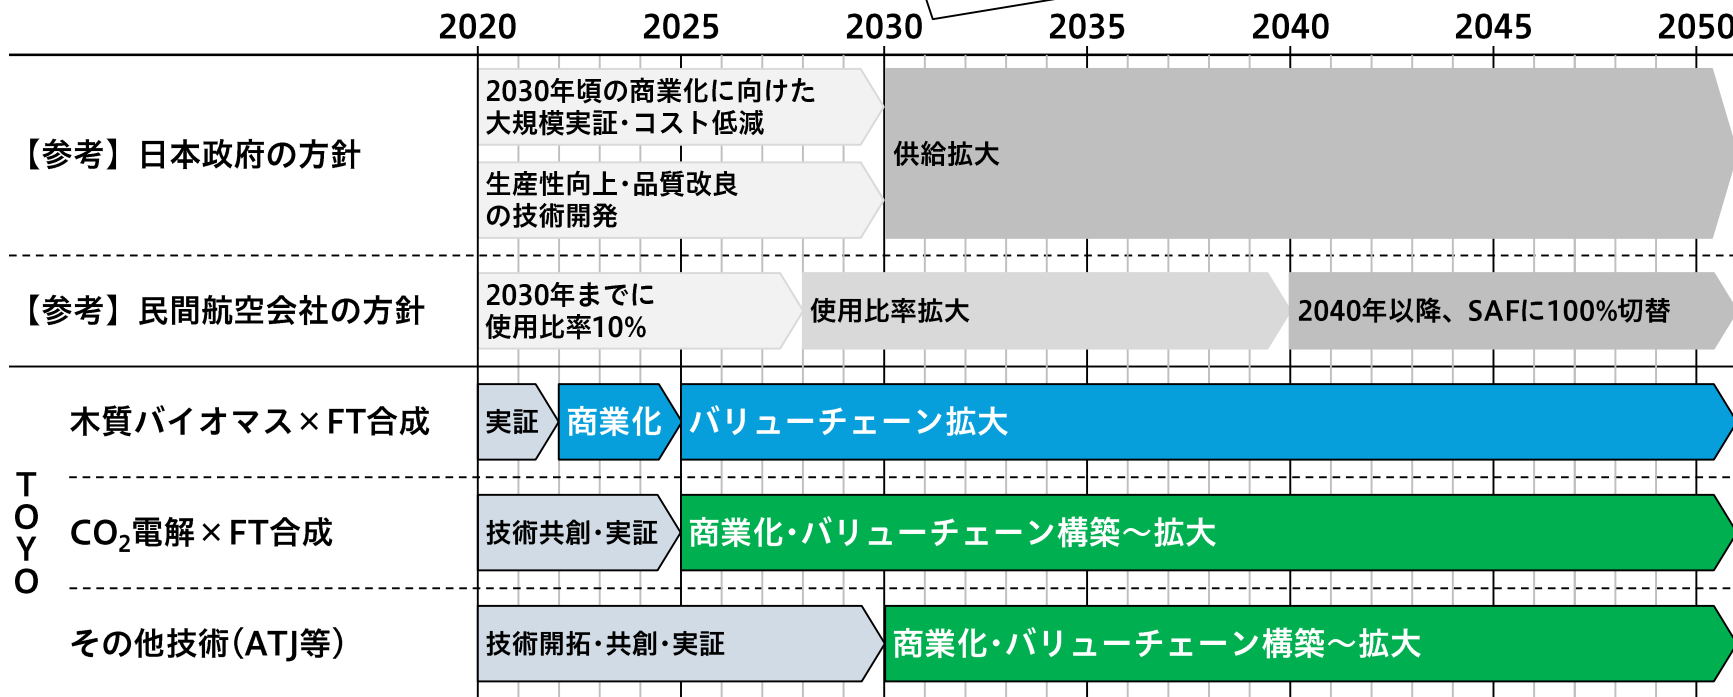 2020 2025 2030 2035 2040 2045 2050
【参考】日本政府の方針
2030年頃の商業化に向けた
大規模実証･コスト低減
生産性向上･品質改良
の技術開発
供給拡大
【参考】民間航空会社の方針
2030年までに
使用比率10%
使用比率拡大
2040年以降、SAFに100%切替
TOYO
木質バイオマス×FT合成
実証
商業化
バリューチェーン拡大
CO₂電解×FT合成
技術共創･実証
商業化･バリューチェーン構築～拡大
その他技術(ATJ等)
技術開拓･共創･実証
商業化･バリューチェーン構築～拡大